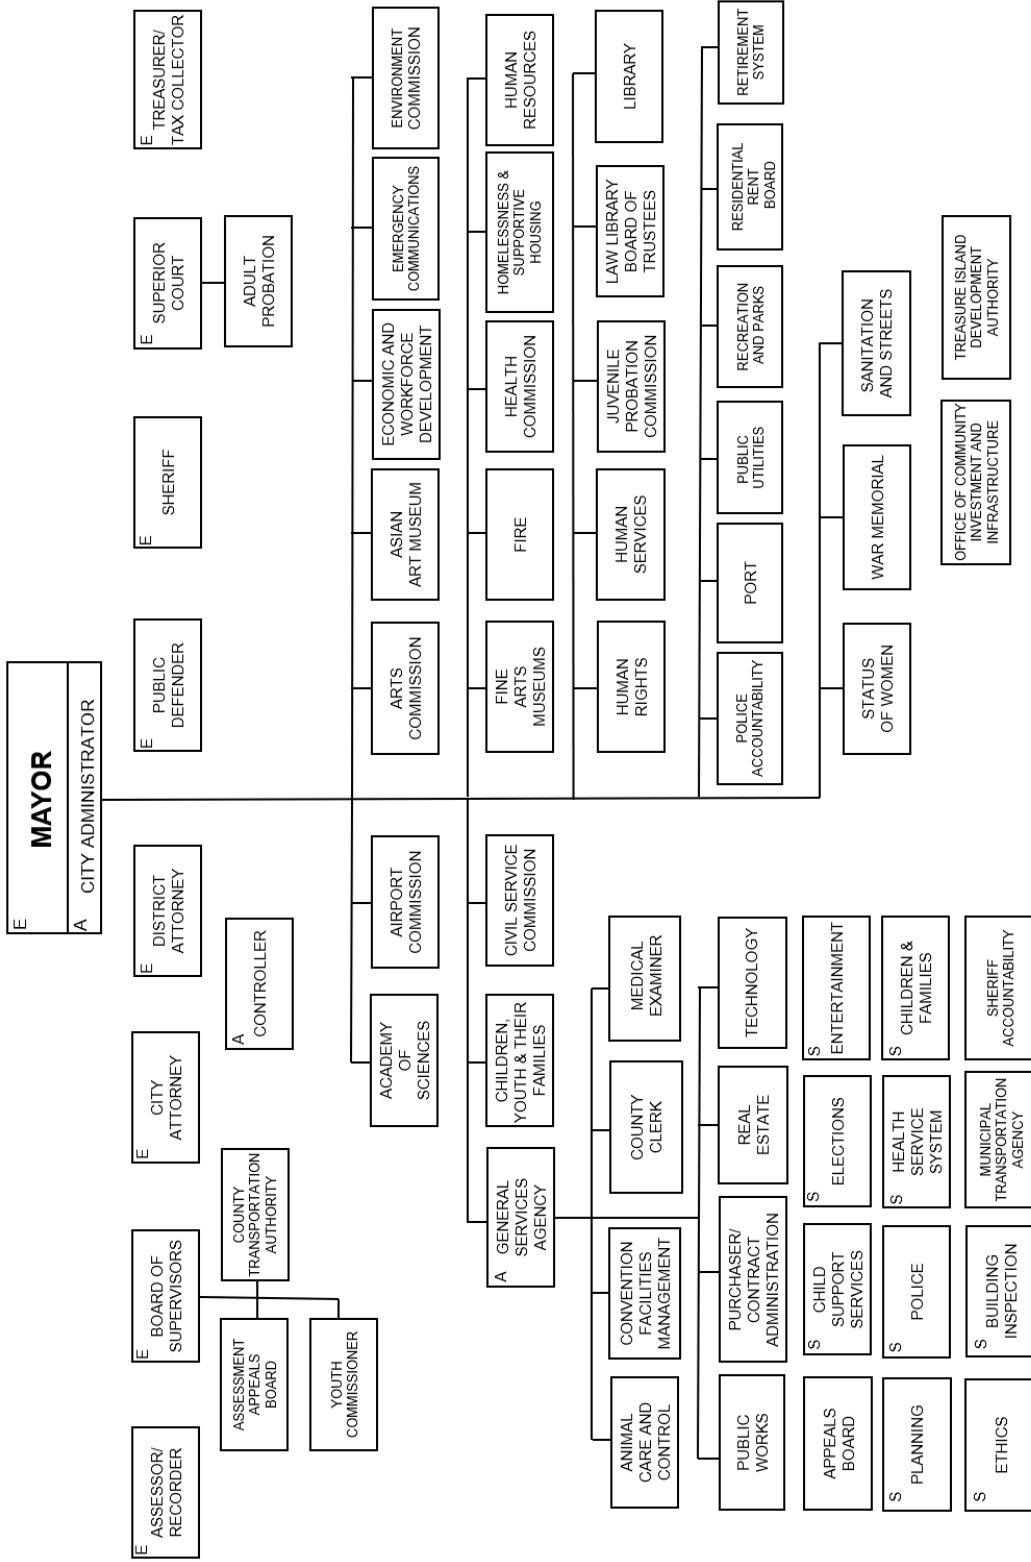 E
MAYOR
A CITY ADMINISTRATOR
E
ASSESSOR/
RECORDER
E
BOARD OF
SUPERVISORS
E
CITY
ATTORNEY
E
DISTRICT
ATTORNEY
E
PUBLIC
DEFENDER
E
SHERIFF
E
SUPERIOR
COURT
E
TREASURER/
TAX COLLECTOR
ASSESSMENT
APPEALS
BOARD
COUNTY
TRANSPORTATION
AUTHORITY
A
CONTROLLER
ADULT
PROBATION
YOUTH
COMMISSIONER
ACADEMY
OF
SCIENCES
AIRPORT
COMMISSION
ARTS
COMMISSION
ASIAN
ART MUSEUM
ECONOMIC AND
WORKFORCE
DEVELOPMENT
EMERGENCY
COMMUNICATIONS
ENVIRONMENT
COMMISSION
A
GENERAL
SERVICES
AGENCY
CHILDREN,
YOUTH & THEIR
FAMILIES
CIVIL SERVICE
COMMISSION
FINE
ARTS
MUSEUMS
FIRE
HEALTH
COMMISSION
HOMELESSNESS &
SUPPORTIVE
HOUSING
HUMAN
RESOURCES
ANIMAL
CARE AND
CONTROL
CONVENTION
FACILITIES
MANAGEMENT
COUNTY
CLERK
MEDICAL
EXAMINER
HUMAN
RIGHTS
HUMAN
SERVICES
JUVENILE
PROBATION
COMMISSION
LAW LIBRARY
BOARD OF
TRUSTEES
LIBRARY
PUBLIC
WORKS
PURCHASER/
CONTRACT
ADMINISTRATION
REAL
ESTATE
TECHNOLOGY
POLICE
ACCOUNTABILITY
PORT
PUBLIC
UTILITIES
RECREATION
AND PARKS
RESIDENTIAL
RENT
BOARD
RETIREMENT
SYSTEM
APPEALS
BOARD
S
CHILD
SUPPORT
SERVICES
S
ELECTIONS
S
ENTERTAINMENT
STATUS
OF WOMEN
WAR MEMORIAL
SANITATION
AND STREETS
S
PLANNING
S
POLICE
S
HEALTH
SERVICE
SYSTEM
S
CHILDREN &
FAMILIES
OFFICE OF COMMUNITY
INVESTMENT AND
INFRASTRUCTURE
TREASURE ISLAND
DEVELOPMENT
AUTHORITY
S
ETHICS
S
BUILDING
INSPECTION
MUNICIPAL
TRANSPORTATION
AGENCY
SHERIFF
ACCOUNTABILITY